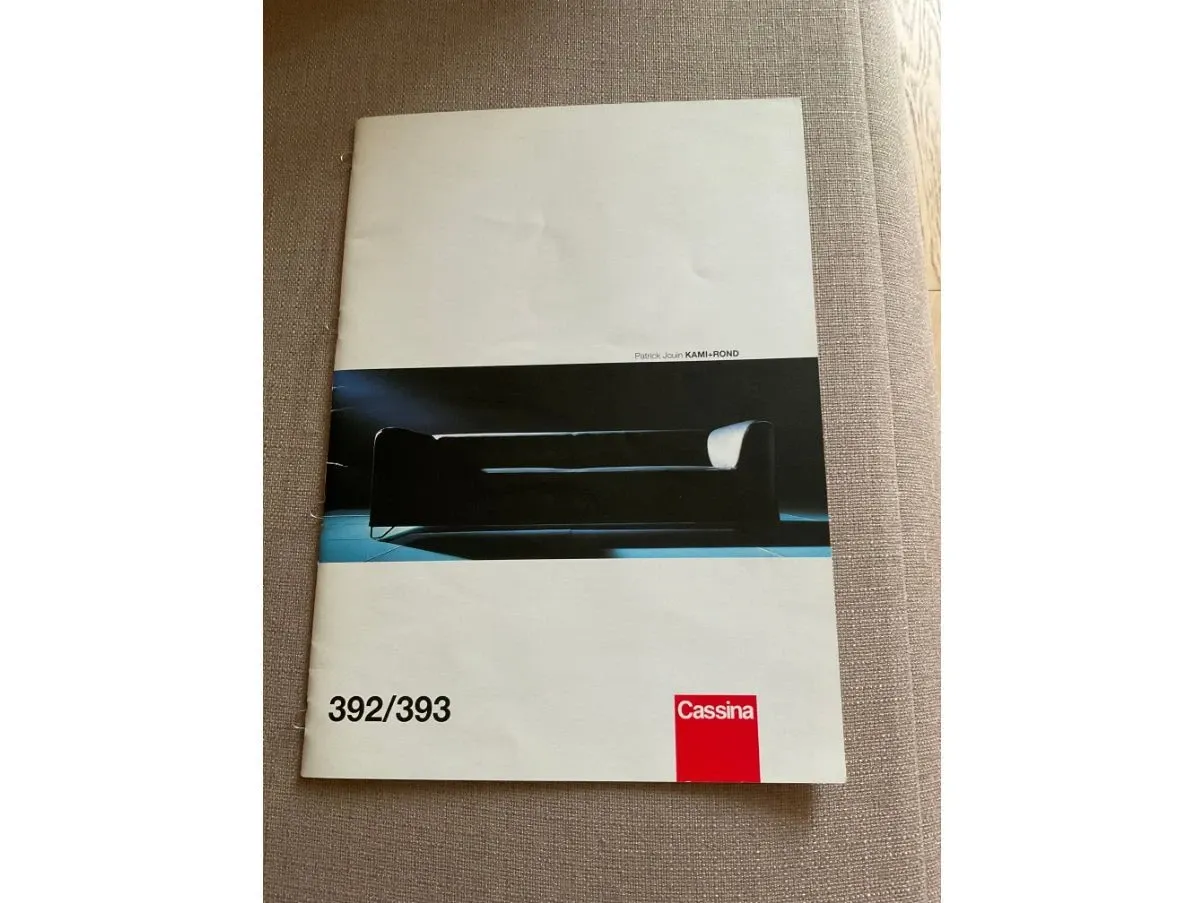 Patrick Jouin KAMI+ROND
392/393
Cassina